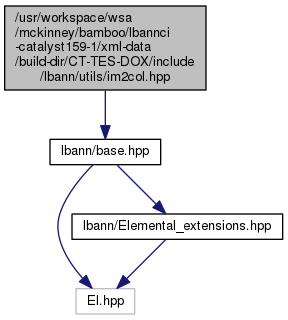 /usr/workspace/wsa
/mckinney/bamboo/lbannci
-catalyst159-1/xml-data
/build-dir/CT-TES-DOX/include
/lbann/utils/im2col.hpp
lbann/base.hpp
lbann/Elemental_extensions.hpp
El.hpp